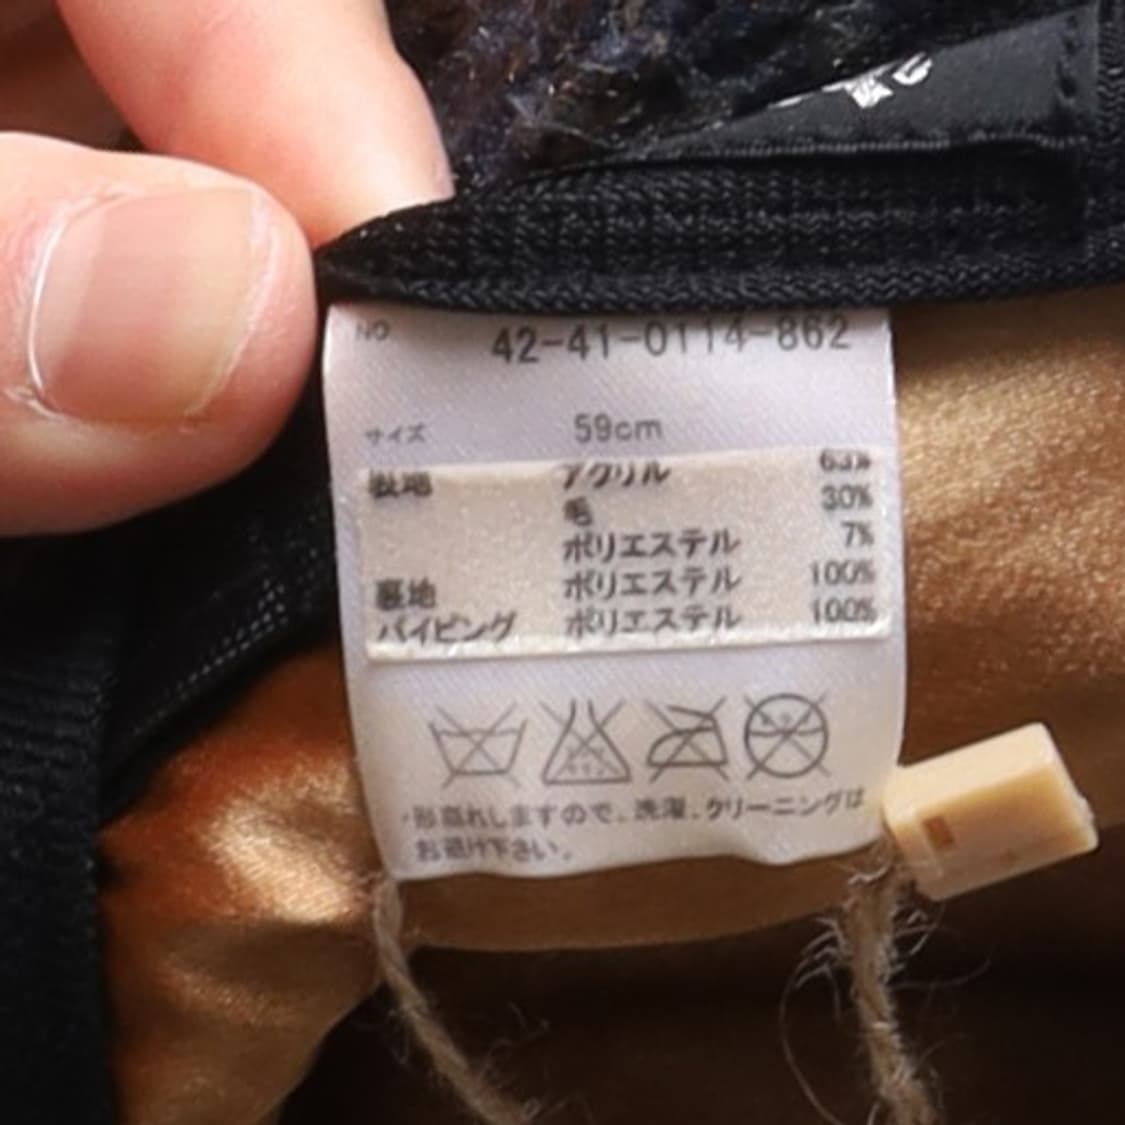 NO 42-41-0114-862
サイズ 59cm
表地 アクリル 63%
毛 30%
ポリエステル 7%
裏地 ポリエステル 100%
パイピング ポリエステル 100%
・形崩れしますので、洗濯、クリーニングは
お避け下さい。